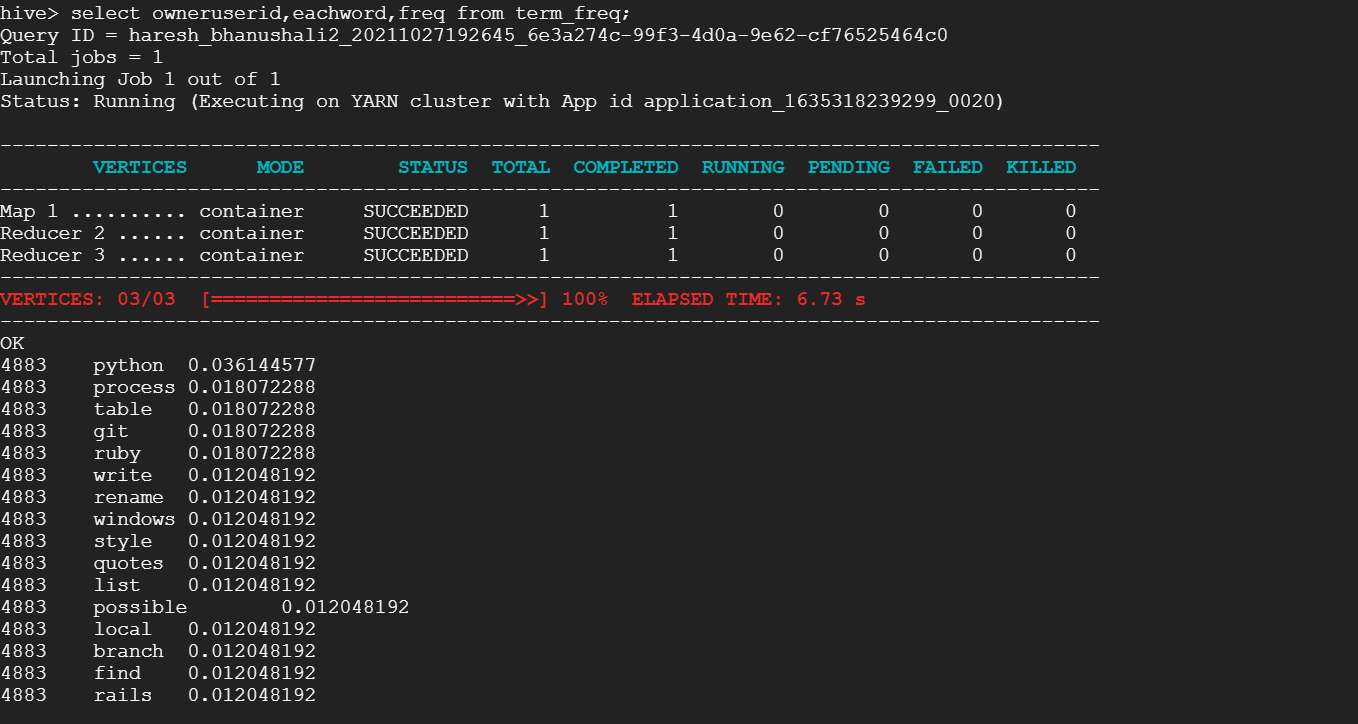 hive> select owneruserid,eachword,freq from term_freq;
Query ID = haresh_bhanushali2_20211027192645_6e3a274c-99f3-4d0a-9e62-cf76525464c0
Total jobs = 1
Launching Job 1 out of 1
Status: Running (Executing on YARN cluster with App id application_1635318239299_0020)

----------------------------------------------------------------------------------------------
        VERTICES      MODE        STATUS  TOTAL  COMPLETED  RUNNING  PENDING  FAILED  KILLED
----------------------------------------------------------------------------------------------
Map 1 .......... container     SUCCEEDED      1          1        0        0       0       0
Reducer 2 ...... container     SUCCEEDED      1          1        0        0       0       0
Reducer 3 ...... container     SUCCEEDED      1          1        0        0       0       0
----------------------------------------------------------------------------------------------
VERTICES: 03/03  [==========================>>] 100%  ELAPSED TIME: 6.73 s
----------------------------------------------------------------------------------------------
OK
4883    python  0.036144577
4883    process 0.018072288
4883    table   0.018072288
4883    git     0.018072288
4883    ruby    0.018072288
4883    write   0.012048192
4883    rename  0.012048192
4883    windows 0.012048192
4883    style   0.012048192
4883    quotes  0.012048192
4883    list    0.012048192
4883    possible        0.012048192
4883    local   0.012048192
4883    branch  0.012048192
4883    find    0.012048192
4883    rails   0.012048192